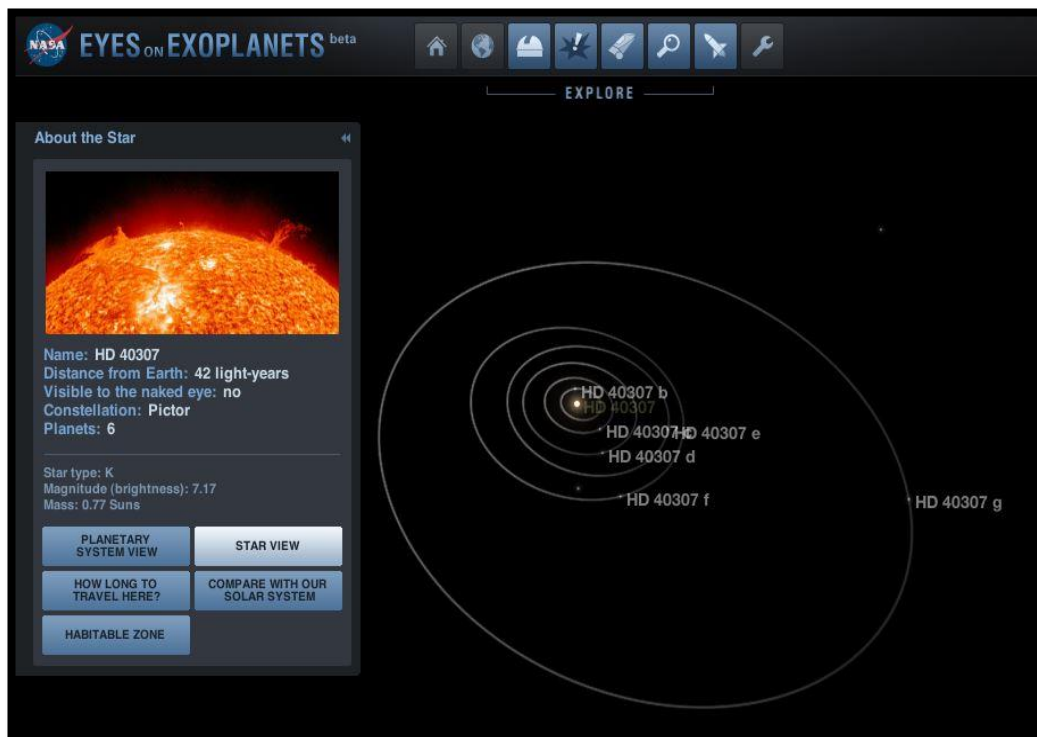 NASA
EYES ON EXOPLANETS beta
EXPLORE
About the Star
Name: HD 40307
Distance from Earth: 42 light-years
Visible to the naked eye: no
Constellation: Pictor
Planets: 6
Star type: K
Magnitude (brightness): 7.17
Mass: 0.77 Suns
PLANETARY
SYSTEM VIEW
STAR VIEW
HOW LONG TO
TRAVEL HERE?
COMPARE WITH OUR
SOLAR SYSTEM
HABITABLE ZONE
HD 40307 b
HD 40307
HD 40307 c
HD 40307 e
HD 40307 d
HD 40307 f
HD 40307 g